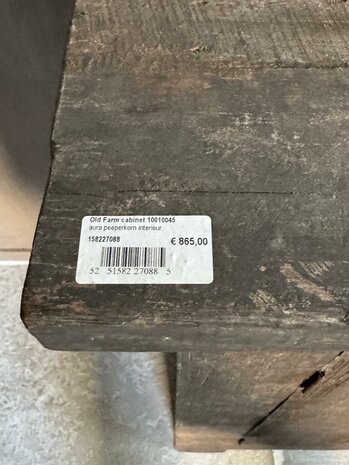 Old Farm cabinet 10010045
aura peeperkorn interieur
158227088
€ 865,00
52 51582 27088 5